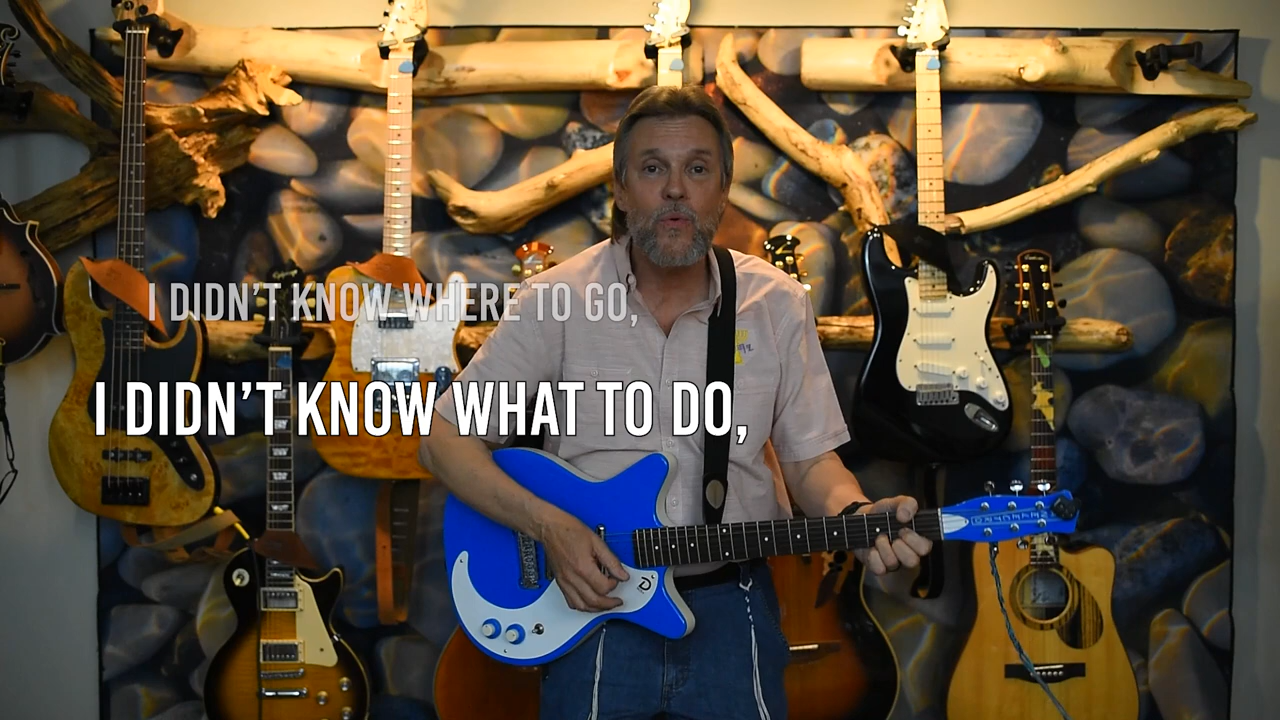 I DIDN'T KNOW WHERE TO GO,
I DIDN'T KNOW WHAT TO DO,